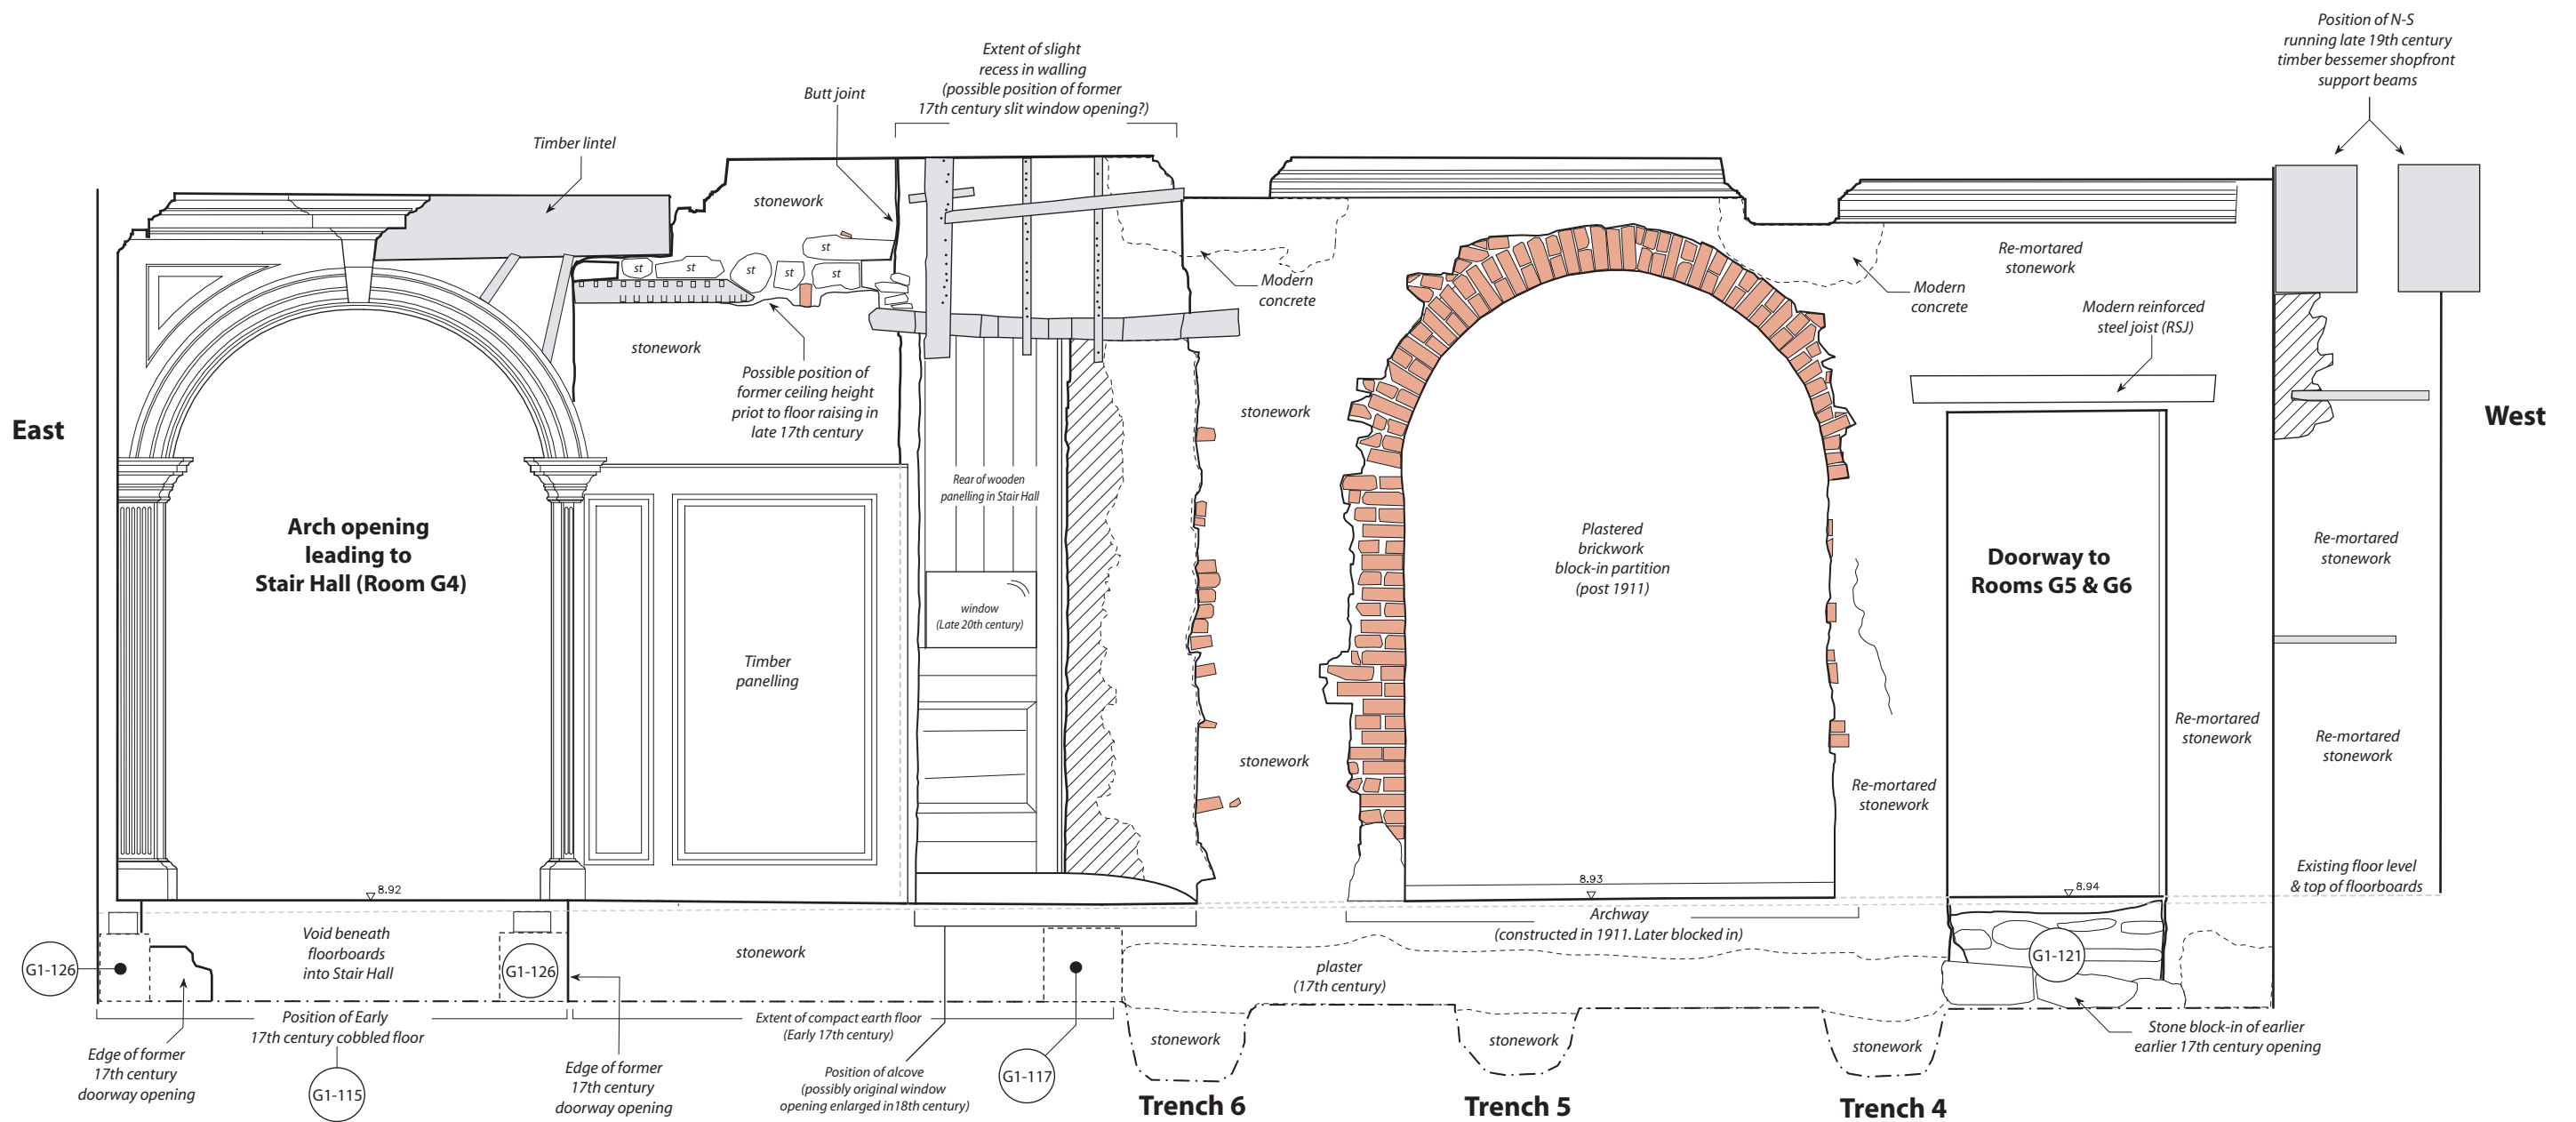 Position of N-S
running late 19th century
timber bessemer shopfront
support beams
Extent of slight
recess in walling
(possible position of former
17th century slit window opening?)
Butt joint
Timber lintel
stonework
st
st
st
st
st
st
Modern
concrete
Modern
concrete
Re-mortared
stonework
Modern reinforced
steel joist (RSJ)
stonework
Possible position of
former ceiling height
priot to floor raising in
late 17th century
stonework
East
West
Rear of wooden
panelling in Stair Hall
Arch opening
leading to
Stair Hall (Room G4)
Plastered
brickwork
block-in partition
(post 1911)
Doorway to
Rooms G5 & G6
Re-mortared
stonework
window
(Late 20th century)
Timber
panelling
Re-mortared
stonework
Re-mortared
stonework
stonework
Re-mortared
stonework
Existing floor level
& top of floorboards
8.92
8.93
8.94
Archway
(constructed in 1911. Later blocked in)
Void beneath
floorboards
into Stair Hall
stonework
G1-126
G1-126
G1-121
plaster
(17th century)
Position of Early
17th century cobbled floor
Extent of compact earth floor
(Early 17th century)
Edge of former
17th century
doorway opening
G1-115
Edge of former
17th century
doorway opening
Position of alcove
(possibly original window
opening enlarged in18th century)
G1-117
stonework
stonework
stonework
Stone block-in of earlier
earlier 17th century opening
Trench 6
Trench 5
Trench 4